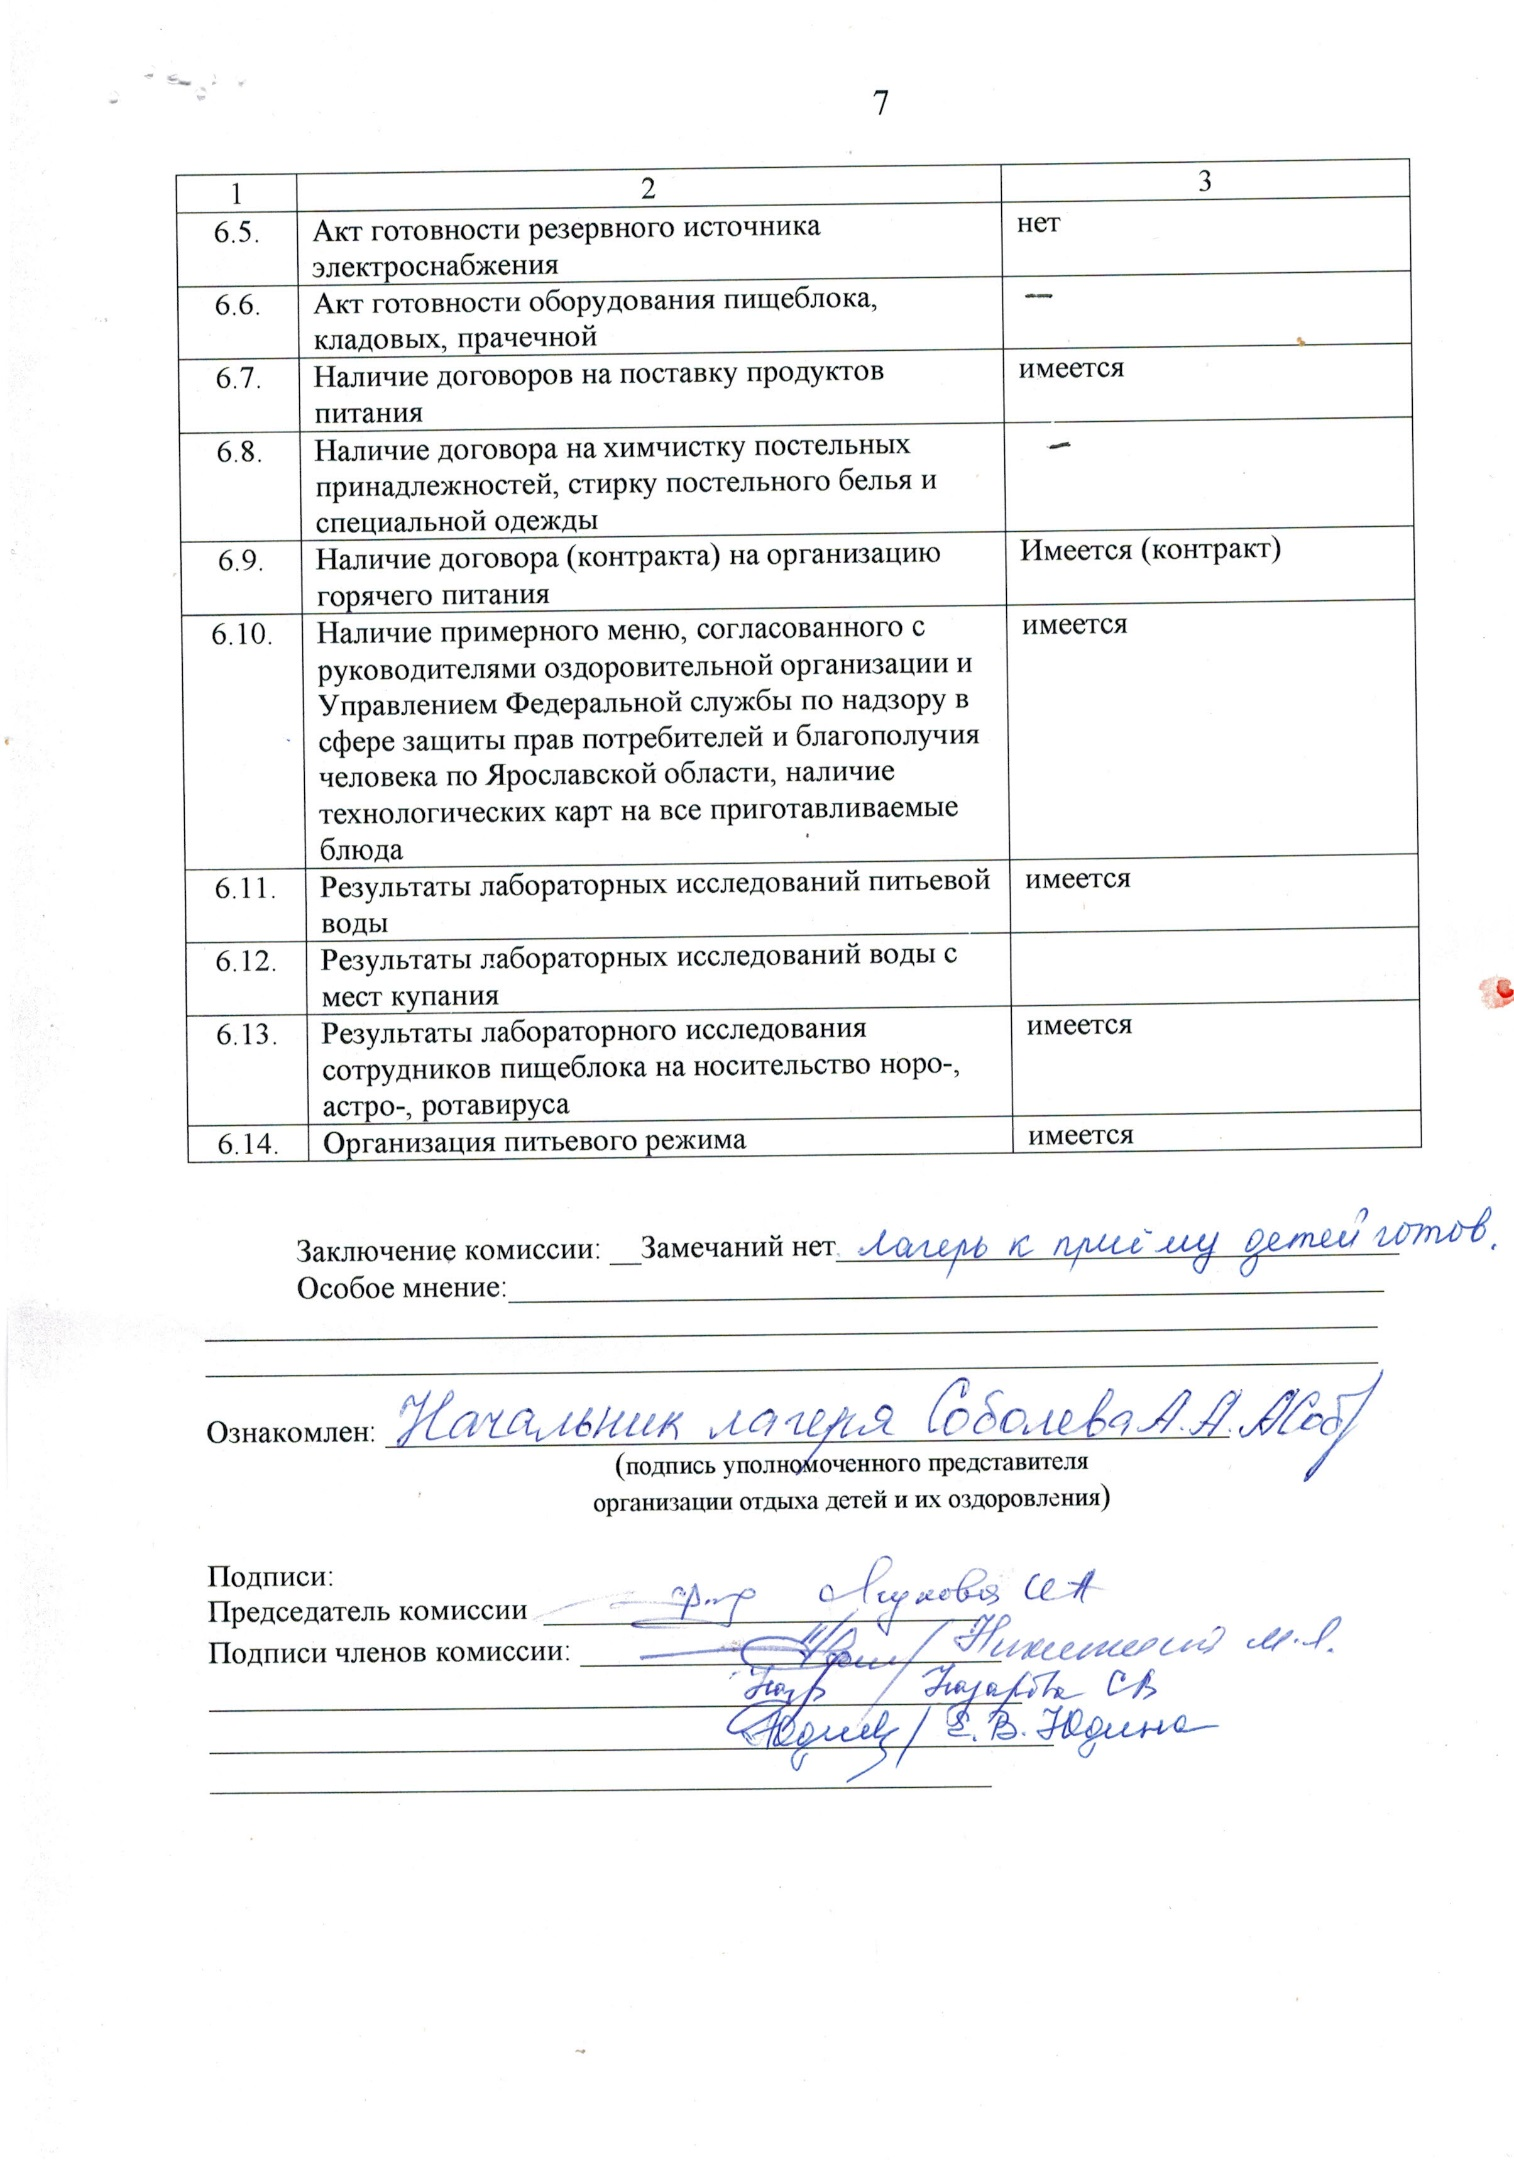 7
1 2 3
6.5. Акт готовности резервного источника нет
электроснабжения
6.6. Акт готовности оборудования пищеблока, —
кладовых, прачечной
6.7. Наличие договоров на поставку продуктов имеется
питания
6.8. Наличие договора на химчистку постельных —
принадлежностей, стирку постельного белья и
специальной одежды
6.9. Наличие договора (контракта) на организацию Имеется (контракт)
горячего питания
6.10. Наличие примерного меню, согласованного с имеется
руководителями оздоровительной организации и
Управлением Федеральной службы по надзору в
сфере защиты прав потребителей и благополучия
человека по Ярославской области, наличие
технологических карт на все приготавливаемые
блюда
6.11. Результаты лабораторных исследований питьевой имеется
воды
6.12. Результаты лабораторных исследований воды с
мест купания
6.13. Результаты лабораторного исследования имеется
сотрудников пищеблока на носительство норо-,
астро-, ротавируса
6.14. Организация питьевого режима имеется
Заключение комиссии: __Замечаний нет лагерь к приёму детей готов.
Особое мнение:
Ознакомлен: Начальник лагеря Соболева А.А.
(подпись уполномоченного представителя
организации отдыха детей и их оздоровления)
Подписи:
Председатель комиссии
Подписи членов комиссии: М.Я.
Назарова СВ
Е.В. Юдина